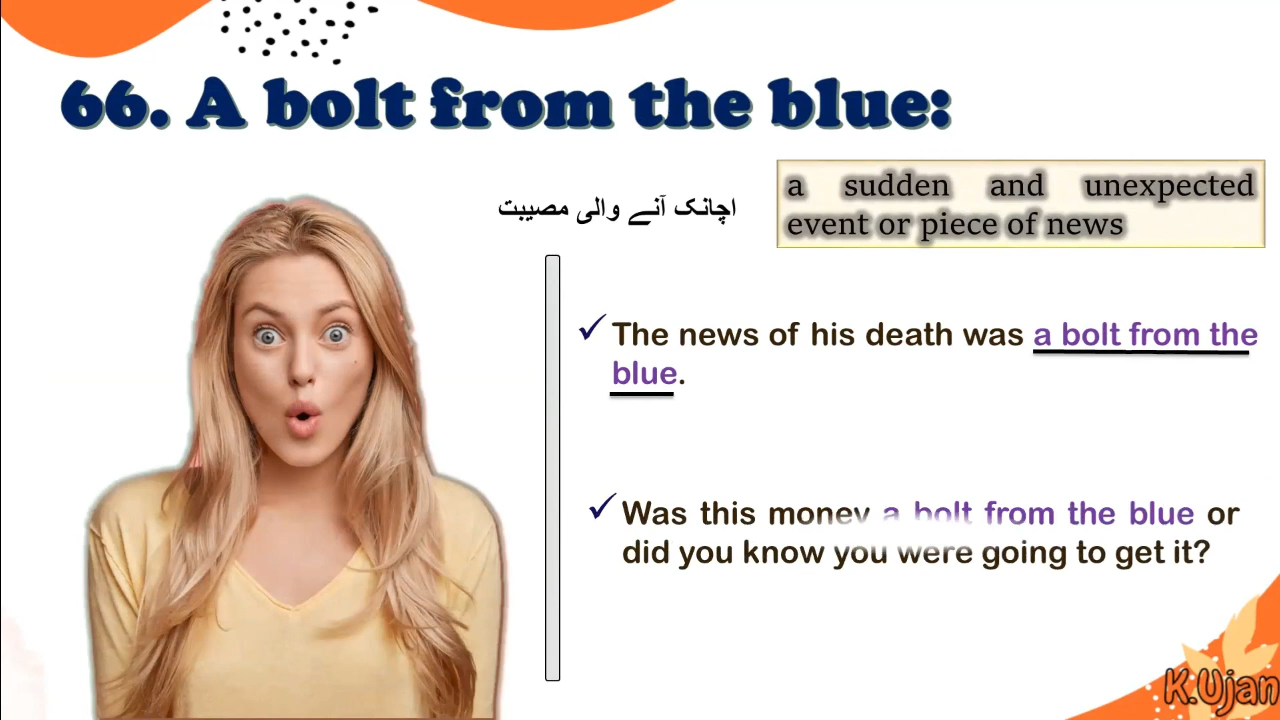 66. A bolt from the blue:
اچانک آنے والی مصیبت
a sudden and unexpected
event or piece of news
The news of his death was a bolt from the
blue.
Was this money a bolt from the blue or
did you know you were going to get it?
K.Ujan